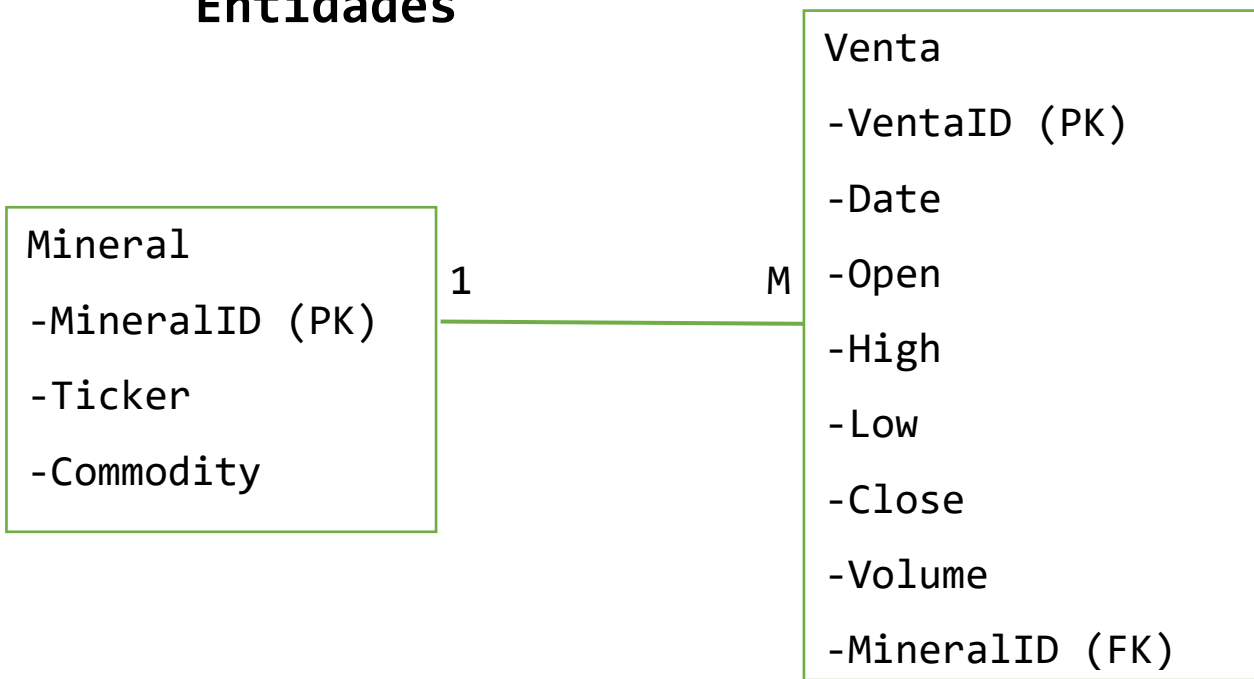 Entidades
Mineral
-MineralID (PK)
-Ticker
-Commodity
1
M
Venta
-VentaID (PK)
-Date
-Open
-High
-Low
-Close
-Volume
-MineralID (FK)